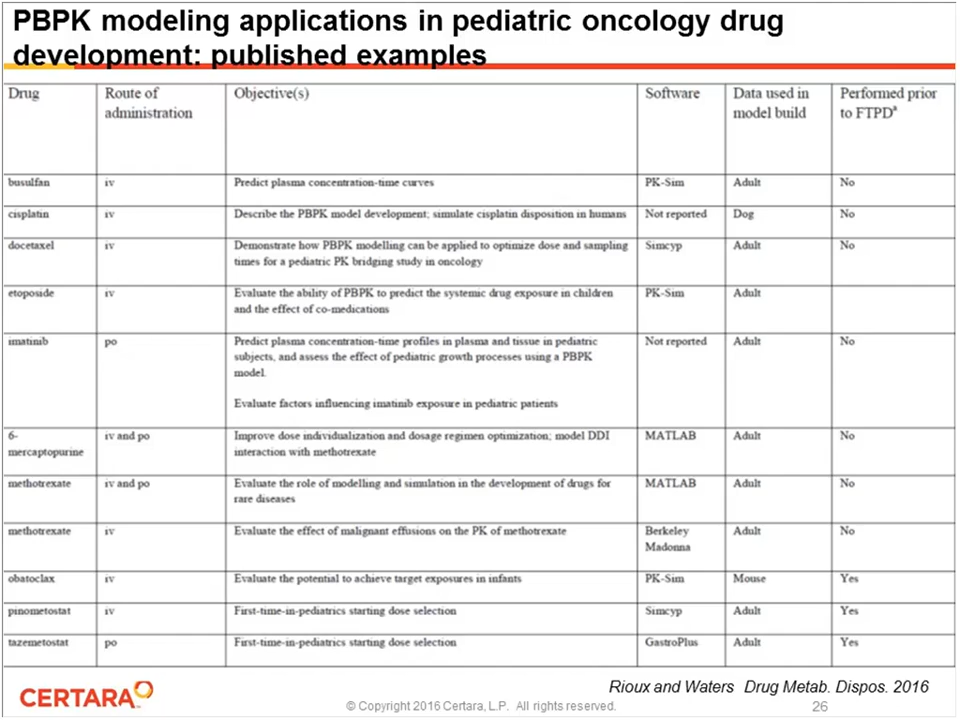 PBPK modeling applications in pediatric oncology drug
development: published examples
Drug
Route of
administration
Objective(s)
Software
Data used in
model build
Performed prior
to FTPDa
busulfan
iv
Predict plasma concentration-time curves
PK-Sim
Adult
No
cisplatin
iv
Describe the PBPK model development; simulate cisplatin disposition in humans
Not reported
Dog
No
docetaxel
iv
Demonstrate how PBPK modelling can be applied to optimize dose and sampling
times for a pediatric PK bridging study in oncology
Simcyp
Adult
No
etoposide
iv
Evaluate the ability of PBPK to predict the systemic drug exposure in children
and the effect of co-medications
PK-Sim
Adult
imatinib
po
Predict plasma concentration-time profiles in plasma and tissue in pediatric
subjects, and assess the effect of pediatric growth processes using a PBPK
model.
Evaluate factors influencing imatinib exposure in pediatric patients
Not reported
Adult
No
6-
mercaptopurine
iv and po
Improve dose individualization and dosage regimen optimization; model DDI
interaction with methotrexate
MATLAB
Adult
No
methotrexate
iv and po
Evaluate the role of modelling and simulation in the development of drugs for
rare diseases
MATLAB
Adult
No
methotrexate
iv
Evaluate the effect of malignant effusions on the PK of methotrexate
Berkeley
Madonna
Adult
No
obatoclax
iv
Evaluate the potential to achieve target exposures in infants
PK-Sim
Mouse
Yes
pinometostat
iv
First-time-in-pediatrics starting dose selection
Simcyp
Adult
Yes
tazemetostat
po
First-time-in-pediatrics starting dose selection
GastroPlus
Adult
Yes
Rioux and Waters Drug Metab. Dispos. 2016
CERTARA
© Copyright 2016 Certara, L.P. All rights reserved.
26